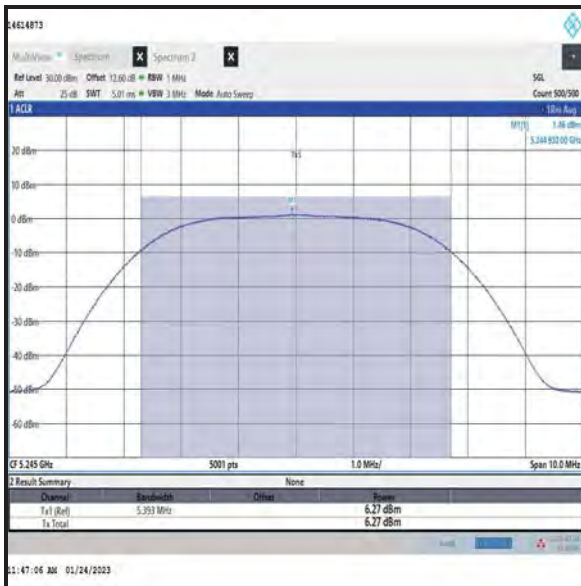 14614873
MultiView Spectrum X Spectrum 2 X
Ref Level 30.00 dBm Offset 12.60 dB RBW 1 MHz SGL
Att 25 dB SWT 5.01 ms VBW 3 MHz Mode Auto Sweep Count 500/500
1 ACLR
M1[1] 1.46 dBm
Tx1
20 dBm
10 dBm
0 dBm
-10 dBm
-20 dBm
-30 dBm
-40 dBm
-50 dBm
-60 dBm
CF 5.245 GHz 5001 pts 1.0 MHz/ Span 10.0 MHz
2 Result Summary None
Channel Bandwidth Offset Power
Tx1 (Ref) 5.393 MHz 6.27 dBm
Tx Total 6.27 dBm
11:47:06 AM 01/24/2023